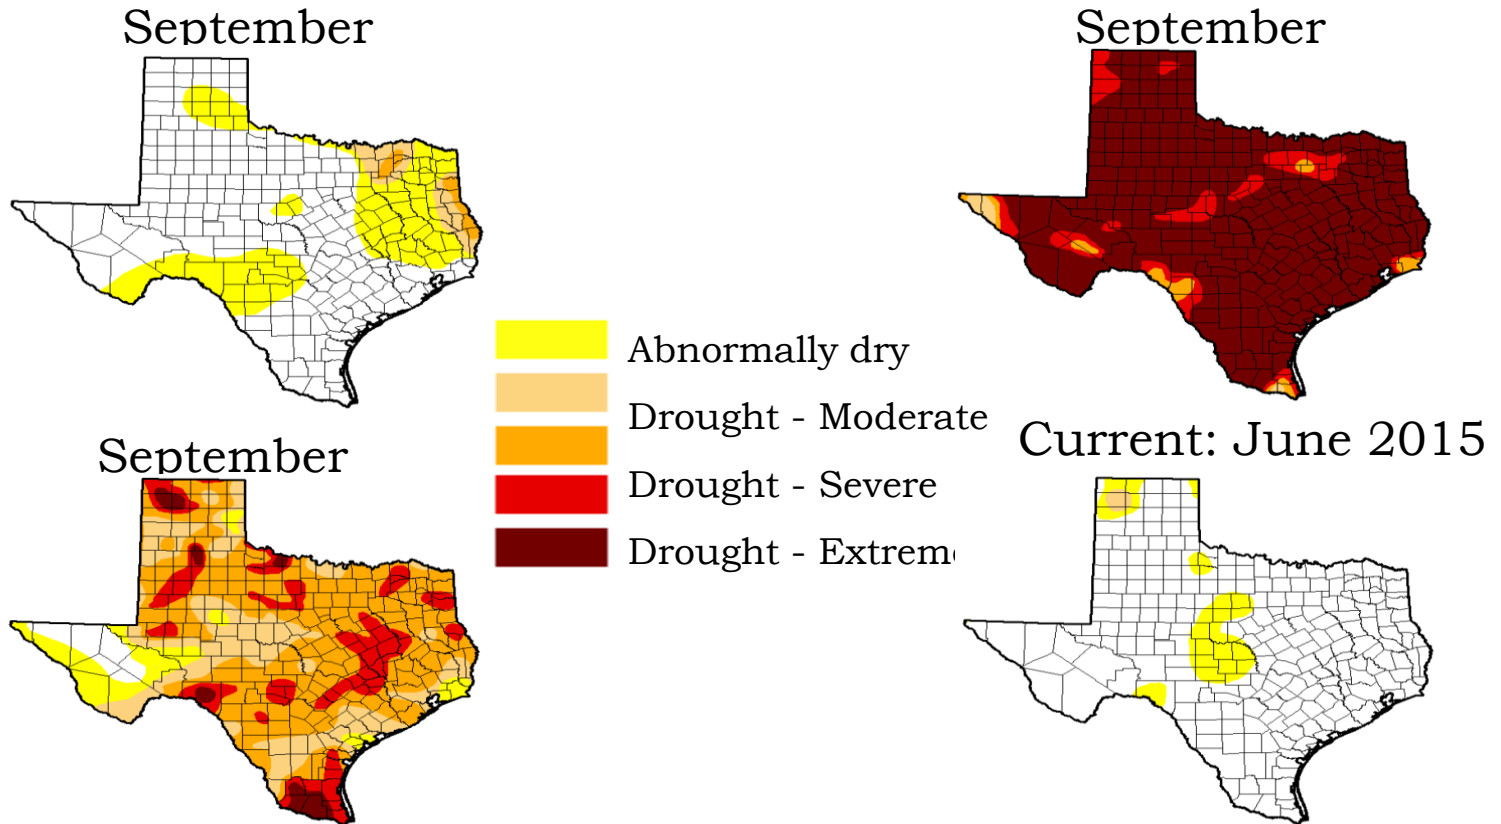 September
September
Abnormally dry
Drought - Moderate
Drought - Severe
Drought - Extreme
September
Current: June 2015